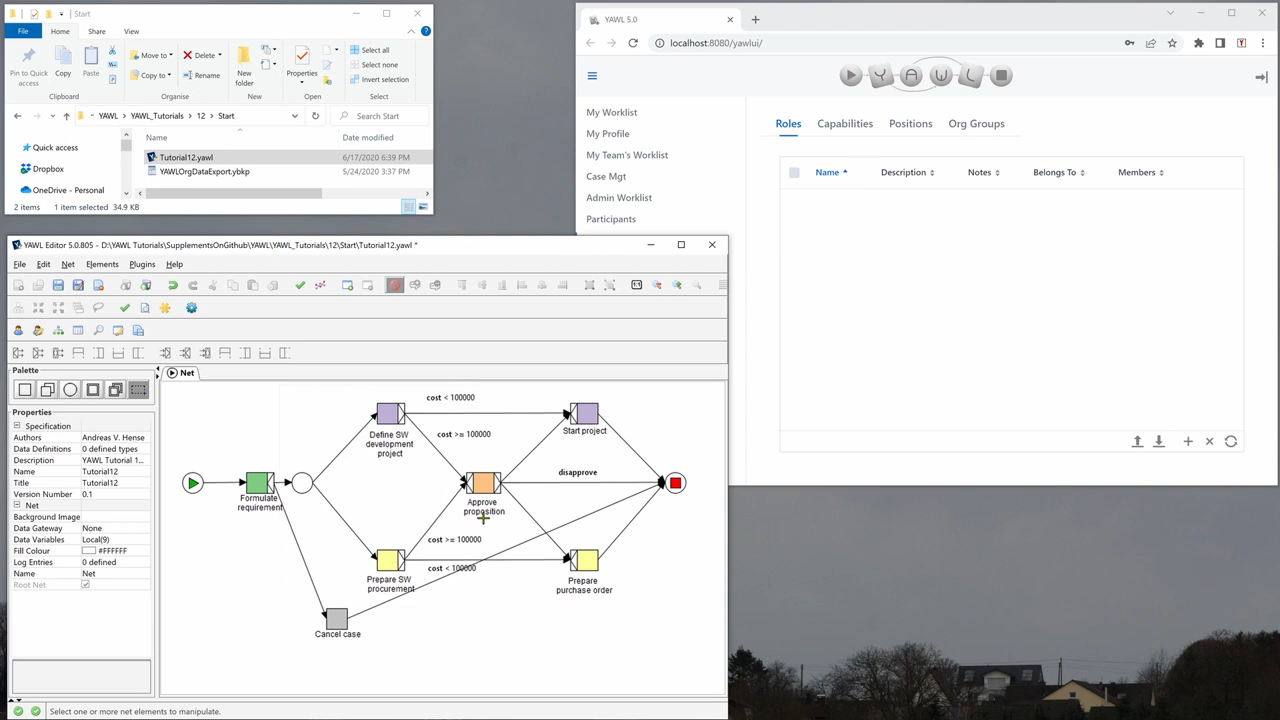 Start
File
Home
Share
View
Pin to Quick access
Copy
Paste
Move to
Copy to
Delete
Rename
New folder
Properties
Select all
Select none
Invert selection
Clipboard
Organise
New
Open
Select
YAWL
YAWL_Tutorials
12
Start
Search Start
Name
Date modified
Quick access
Dropbox
OneDrive - Personal
Tutorial12.yawl
6/17/2020 6:39 PM
YAWLOrgDataExport.ybkp
5/24/2020 3:37 PM
2 items
1 item selected 34.9 KB
YAWL 5.0
localhost:8080/yawlui/
Y A W L
My Worklist
My Profile
My Team's Worklist
Case Mgt
Admin Worklist
Participants
Roles
Capabilities
Positions
Org Groups
Name
Description
Notes
Belongs To
Members
YAWL Editor 5.0.805 - D:\YAWL Tutorials\SupplementsOnGithub\YAWL\YAWL_Tutorials\12\Start\Tutorial12.yawl *
File
Edit
Net
Elements
Plugins
Help
Palette
Properties
Specification
Authors
Andreas V. Hense
Data Definitions
0 defined types
Description
YAWL Tutorial 1...
Name
Tutorial12
Title
Tutorial12
Version Number
0.1
Net
Background Image
Data Gateway
None
Data Variables
Local(9)
Fill Colour
#FFFFFF
Log Entries
0 defined
Name
Net
Root Net
Net
cost < 100000
Define SW development project
cost >= 100000
Start project
Formulate requirement
Approve proposition
disapprove
cost >= 100000
cost < 100000
Prepare SW procurement
Prepare purchase order
Cancel case
Select one or more net elements to manipulate.